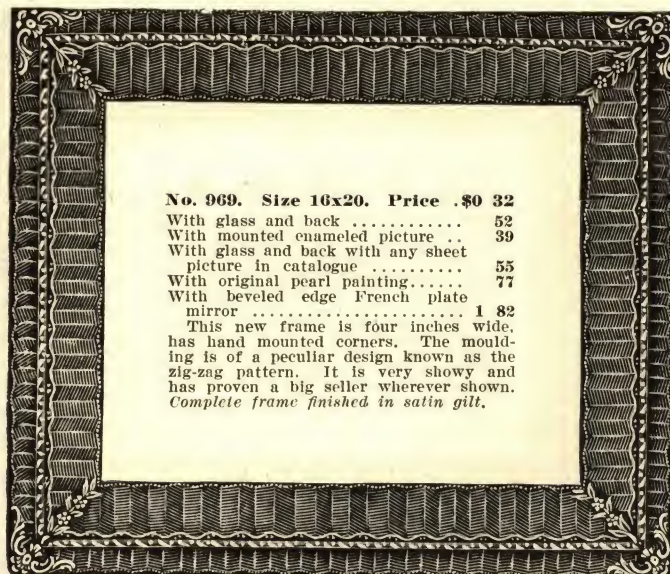 No. 969. Size 16x20. Price .$0 32
With glass and back ............ 52
With mounted enameled picture .. 39
With glass and back with any sheet
picture in catalogue .......... 55
With original pearl painting...... 77
With beveled edge French plate
mirror ....................... 1 82
This new frame is four inches wide,
has hand mounted corners. The mould-
ing is of a peculiar design known as the
zig-zag pattern. It is very showy and
has proven a big seller wherever shown.
Complete frame finished in satin gilt.